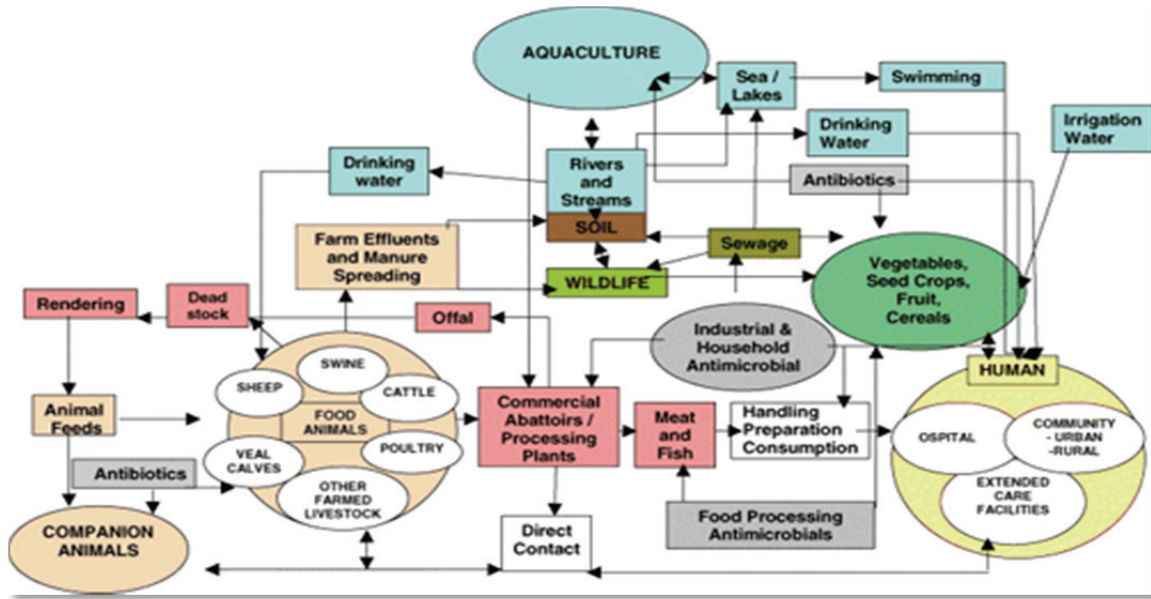 AQUACULTURE
Sea /
Lakes
Swimming
Drinking
Water
Irrigation
Water
Drinking
water
Rivers
and
Streams
SOIL
Antibiotics
Farm Effluents
and Manure
Spreading
Sewage
WILDLIFE
Vegetables,
Seed Crops,
Fruit,
Cereals
Rendering
Dead
stock
Offal
Industrial &
Household
Antimicrobial
HUMAN
SWINE
SHEEP
CATTLE
FOOD
ANIMALS
POULTRY
VEAL
CALVES
OTHER
FARMED
LIVESTOCK
Animal
Feeds
Antibiotics
COMPANION
ANIMALS
Commercial
Abattoirs /
Processing
Plants
Meat
and
Fish
Handling
Preparation
Consumption
OSPITAL
COMMUNITY
- URBAN
-RURAL
EXTENDED
CARE
FACILITIES
Direct
Contact
Food Processing
Antimicrobials